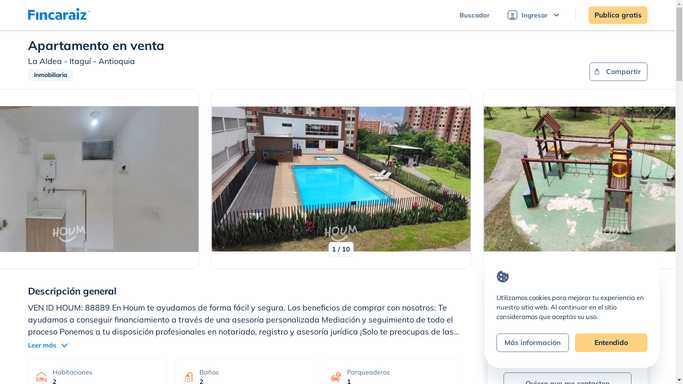 Fincaraiz
Buscador
Ingresar
Publica gratis
Apartamento en venta
La Aldea - Itaguí - Antioquia
Inmobiliaria
Compartir
HOUM
HOUM
HOUM
1 / 10
Descripción general
VEN ID HOUM: 88889 En Houm te ayudamos de forma fácil y segura. Los beneficios de comprar con nosotros: Te
ayudamos a conseguir financiamiento a través de una asesoría personalizada Mediación y seguimiento de todo el
proceso Ponemos a tu disposición profesionales en notariado, registro y asesoría jurídica ¡Solo te preocupas de las...
Leer más
Habitaciones
2
Baños
2
Parqueaderos
1
Utilizamos cookies para mejorar tu experiencia en
nuestro sitio web. Al continuar en el sitio
consideramos que aceptas su uso.
Más información
Entendido
Quiero que me contacten